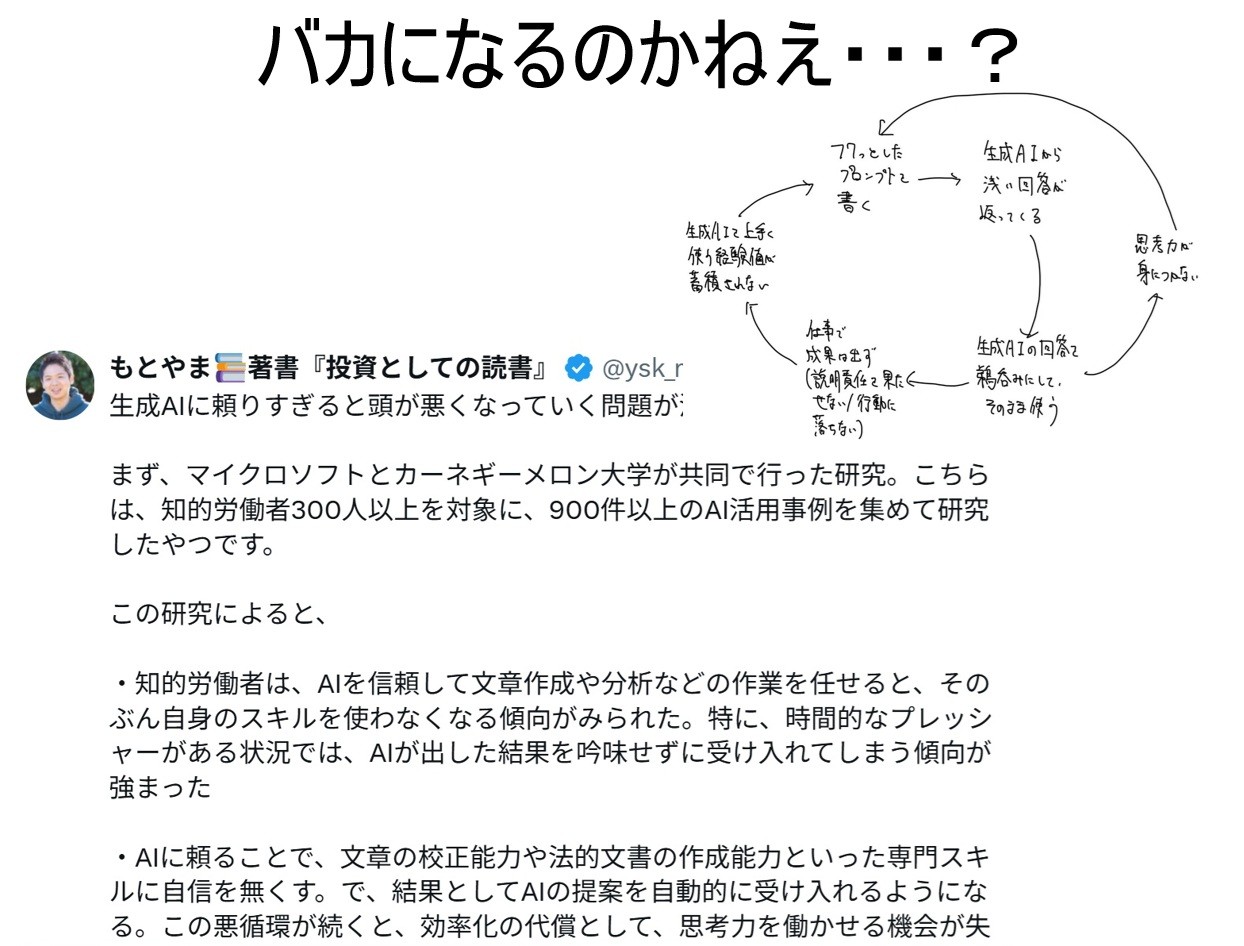 バカになるのかねえ・・・？
フワっとした
プロンプトで
書く
生成AIから
浅い回答が
返ってくる
思考力が
身につかない
生成AIの回答を
鵜呑みにして、
そのまま使う
仕事で
成果は出ず
(説明責任を果た
せない/行動に
落ちない)
生成AIを上手く
使う経験値が
蓄積されない
もとやま📚著書『投資としての読書』 @ysk_r
生成AIに頼りすぎると頭が悪くなっていく問題が
まず、マイクロソフトとカーネギーメロン大学が共同で行った研究。こちら
は、知的労働者300人以上を対象に、900件以上のAI活用事例を集めて研究
したやつです。
この研究によると、
・知的労働者は、AIを信頼して文章作成や分析などの作業を任せると、その
ぶん自身のスキルを使わなくなる傾向がみられた。特に、時間的なプレッシ
ャーがある状況では、AIが出した結果を吟味せずに受け入れてしまう傾向が
強まった
・AIに頼ることで、文章の校正能力や法的文書の作成能力といった専門スキ
ルに自信を無くす。で、結果としてAIの提案を自動的に受け入れるようにな
る。この悪循環が続くと、効率化の代償として、思考力を働かせる機会が失